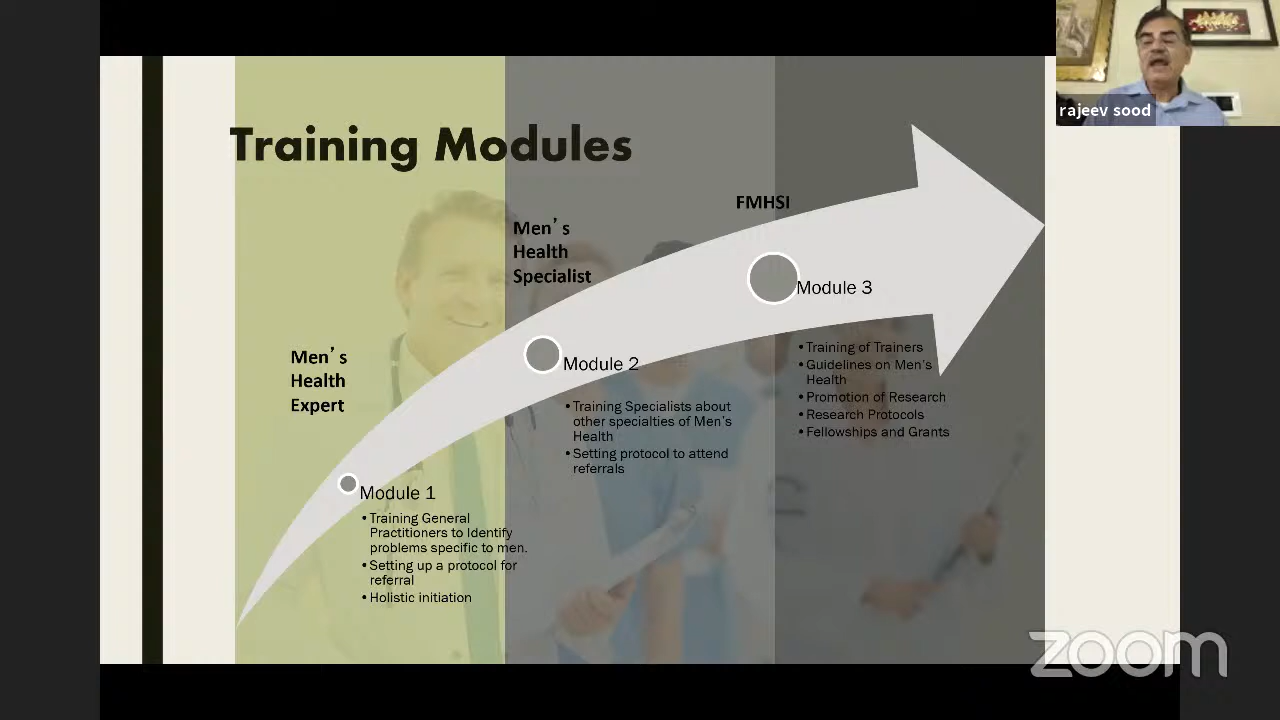 rajeev sood
Training Modules
FMHSI
Men's
Health
Specialist
Module 3
Men's
Health
Expert
Module 2
• Training of Trainers
• Guidelines on Men's
Health
• Promotion of Research
• Research Protocols
• Fellowships and Grants
• Training Specialists about
other specialties of Men's
Health
• Setting protocol to attend
referrals
Module 1
• Training General
Practitioners to Identify
problems specific to men.
• Setting up a protocol for
referral
• Holistic initiation
zoom